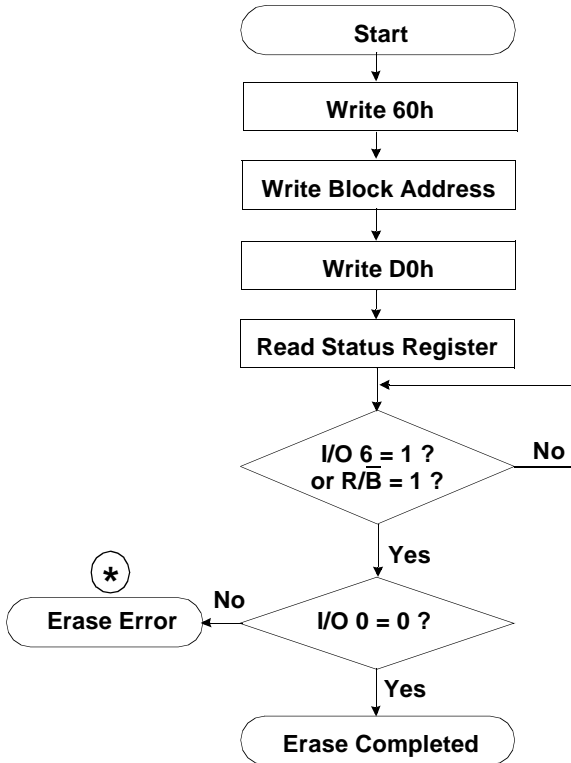 Start
Write 60h
Write Block Address
Write D0h
Read Status Register
I/O 6 = 1 ?
or R/B̅ = 1 ?
No
Yes
*
No
Erase Error
I/O 0 = 0 ?
Yes
Erase Completed